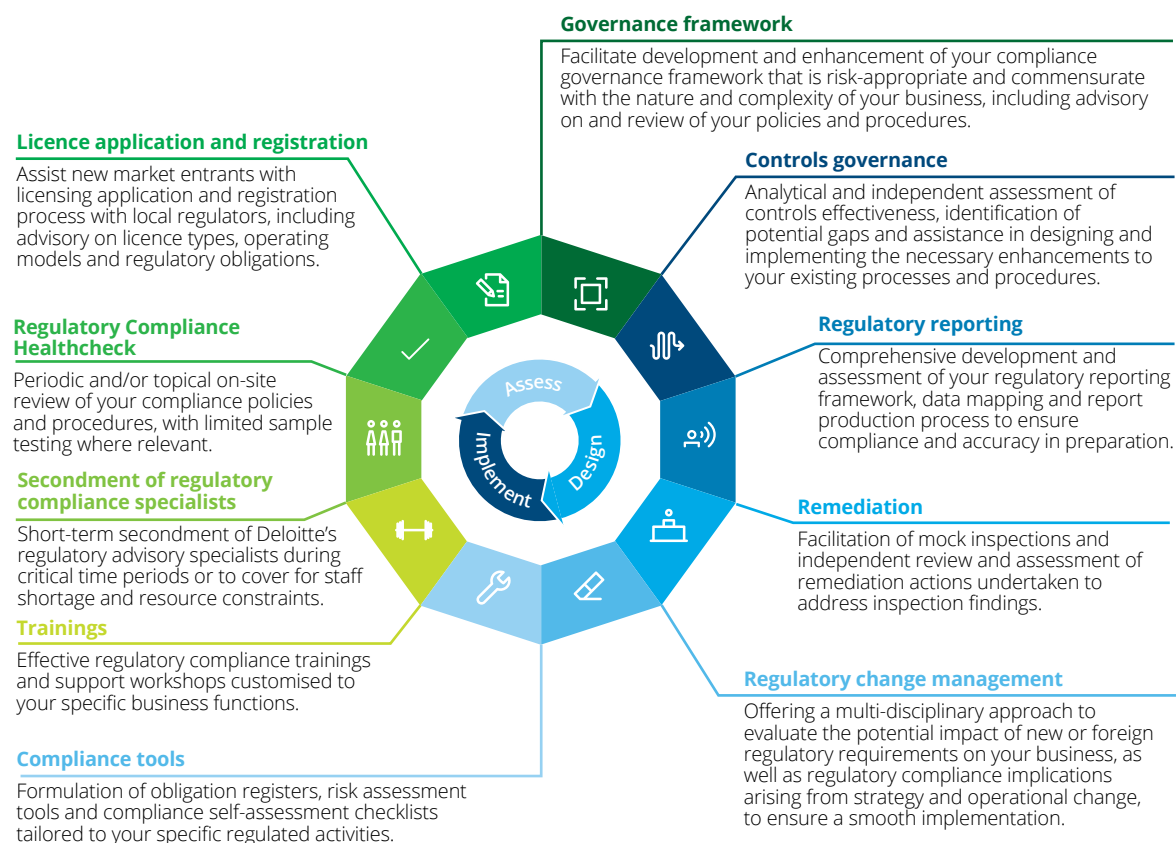 Governance framework
Facilitate development and enhancement of your compliance
governance framework that is risk-appropriate and commensurate
with the nature and complexity of your business, including advisory
on and review of your policies and procedures.
Licence application and registration
Assist new market entrants with
licensing application and registration
process with local regulators, including
advisory on licence types, operating
models and regulatory obligations.
Controls governance
Analytical and independent assessment of
controls effectiveness, identification of
potential gaps and assistance in designing and
implementing the necessary enhancements to
your existing processes and procedures.
Regulatory Compliance
Healthcheck
Periodic and/or topical on-site
review of your compliance policies
and procedures, with limited sample
testing where relevant.
Regulatory reporting
Comprehensive development and
assessment of your regulatory reporting
framework, data mapping and report
production process to ensure
compliance and accuracy in preparation.
Assess
Design
Implement
Secondment of regulatory
compliance specialists
Short-term secondment of Deloitte's
regulatory advisory specialists during
critical time periods or to cover for staff
shortage and resource constraints.
Remediation
Facilitation of mock inspections and
independent review and assessment of
remediation actions undertaken to
address inspection findings.
Trainings
Effective regulatory compliance trainings
and support workshops customised to
your specific business functions.
Regulatory change management
Offering a multi-disciplinary approach to
evaluate the potential impact of new or foreign
regulatory requirements on your business, as
well as regulatory compliance implications
arising from strategy and operational change,
to ensure a smooth implementation.
Compliance tools
Formulation of obligation registers, risk assessment
tools and compliance self-assessment checklists
tailored to your specific regulated activities.